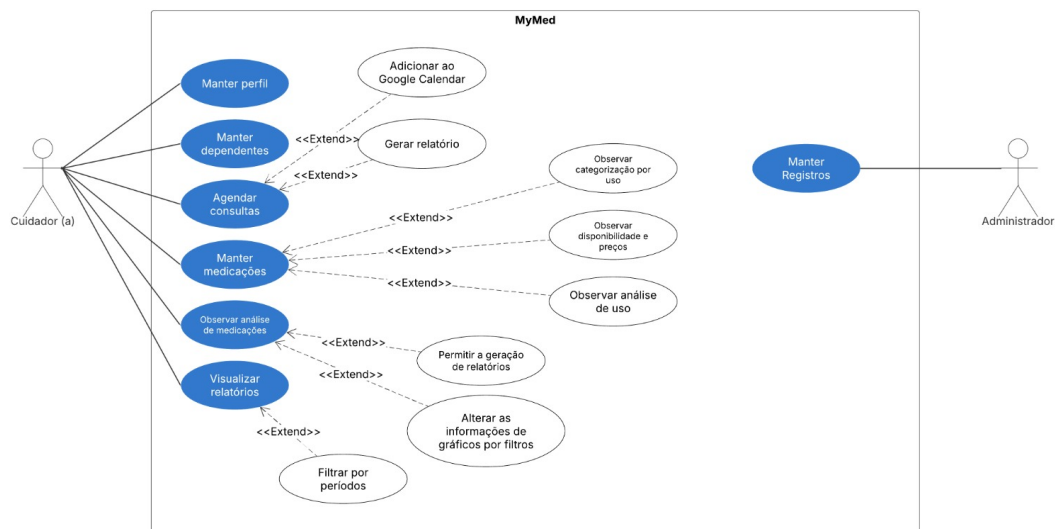 MyMed
Manter perfil
Adicionar ao
Google Calendar
Manter
dependentes
<<Extend>>
Gerar relatório
<<Extend>>
Agendar
consultas
Observar
categorização por
uso
Manter
Registros
Cuidador (a)
Administrador
<<Extend>>
Observar
disponibilidade e
preços
Manter
medicações
<<Extend>>
<<Extend>>
Observar análise
de uso
Observar análise
de medicações
<<Extend>>
Permitir a geração
de relatórios
Visualizar
relatórios
<<Extend>>
Alterar as
informações de
gráficos por filtros
<<Extend>>
Filtrar por
períodos